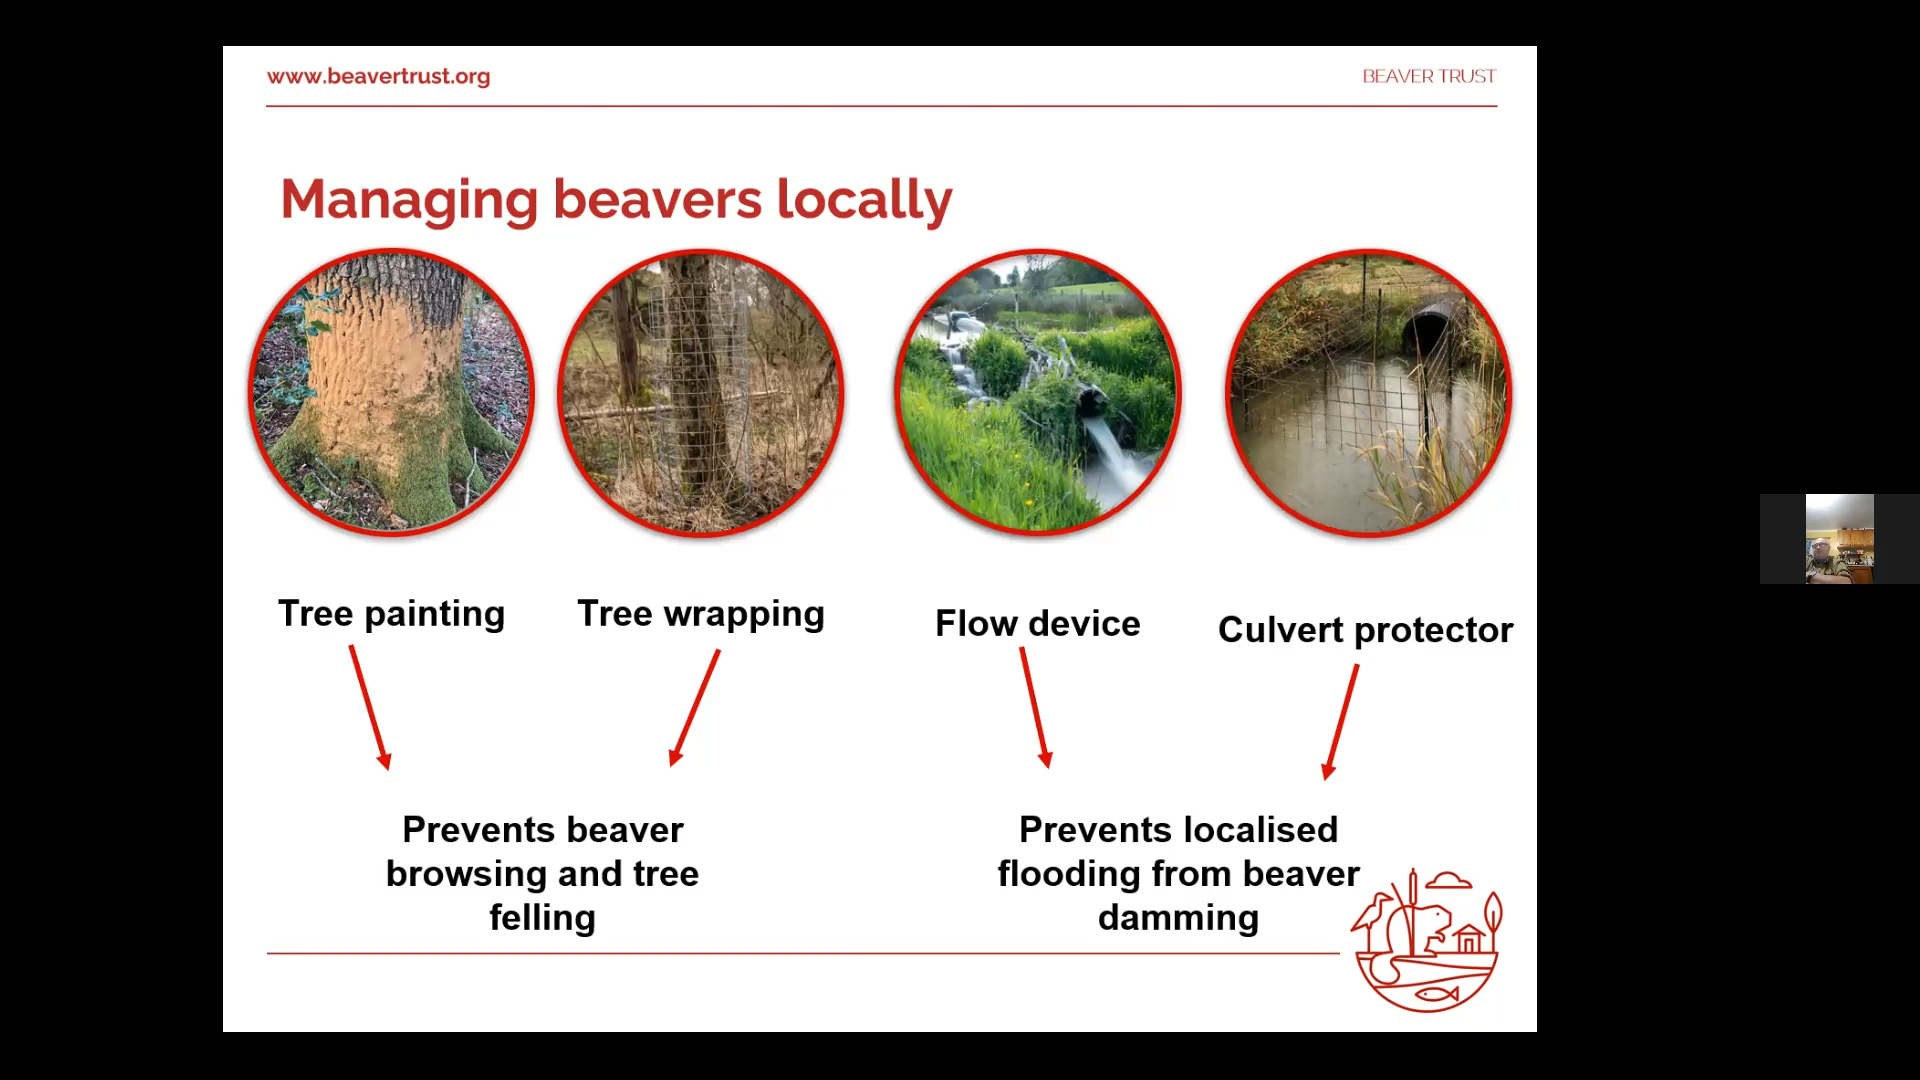 www.beavertrust.org
BEAVER TRUST
Managing beavers locally
Tree painting
Tree wrapping
Flow device
Culvert protector
Prevents beaver
browsing and tree
felling
Prevents localised
flooding from beaver
damming